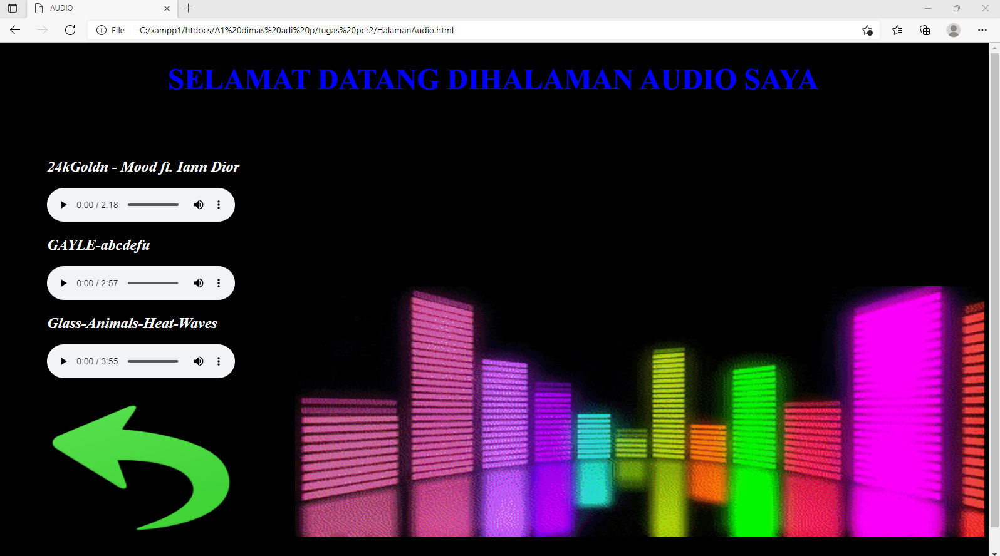 AUDIO
File
C:/xampp1/htdocs/A1%20dimas%20adi%20p/tugas%20per2/HalamanAudio.html
SELAMAT DATANG DIHALAMAN AUDIO SAYA
24kGoldn - Mood ft. Iann Dior
0:00 / 2:18
GAYLE-abcdefu
0:00 / 2:57
Glass-Animals-Heat-Waves
0:00 / 3:55